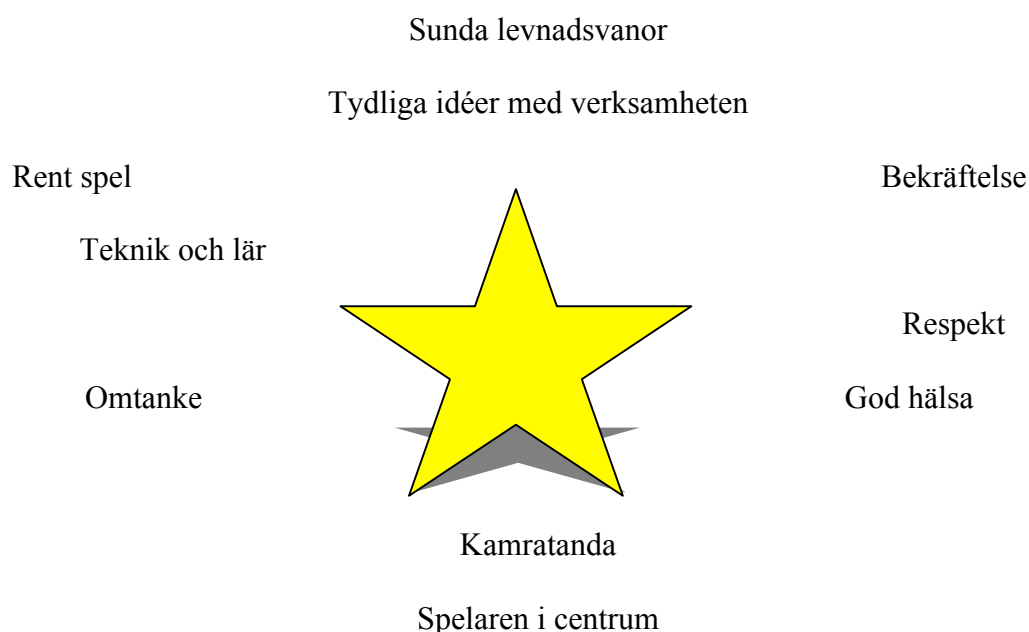 Sunda levnadsvanor
Tydliga idéer med verksamheten
Rent spel
Bekräftelse
Teknik och lär
Respekt
Omtanke
God hälsa
Kamratanda
Spelaren i centrum